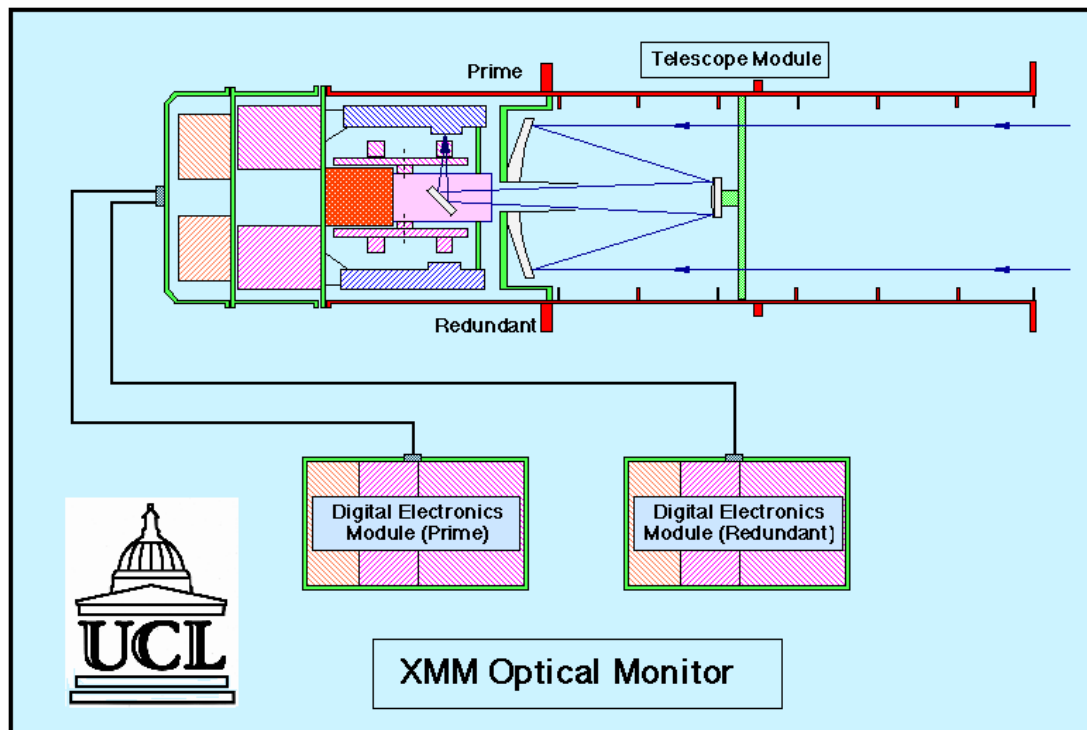 Telescope Module
Prime
Redundant
Digital Electronics
Module (Prime)
Digital Electronics
Module (Redundant)
UCL
XMM Optical Monitor